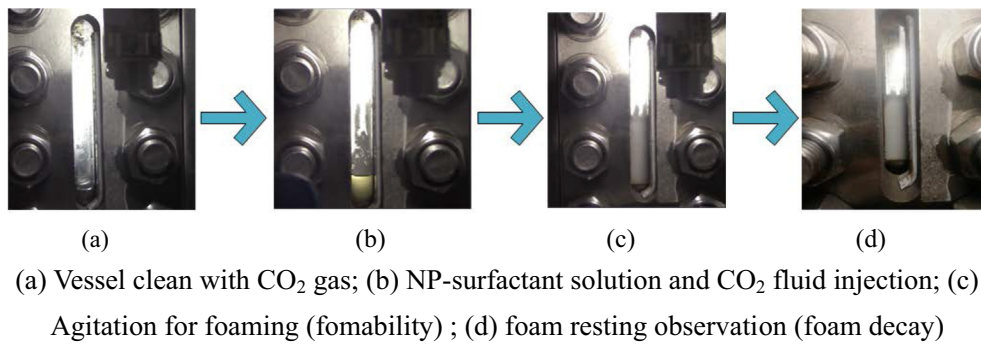 (a) (b) (c) (d)
(a) Vessel clean with CO₂ gas; (b) NP-surfactant solution and CO₂ fluid injection; (c)
Agitation for foaming (fomability) ; (d) foam resting observation (foam decay)